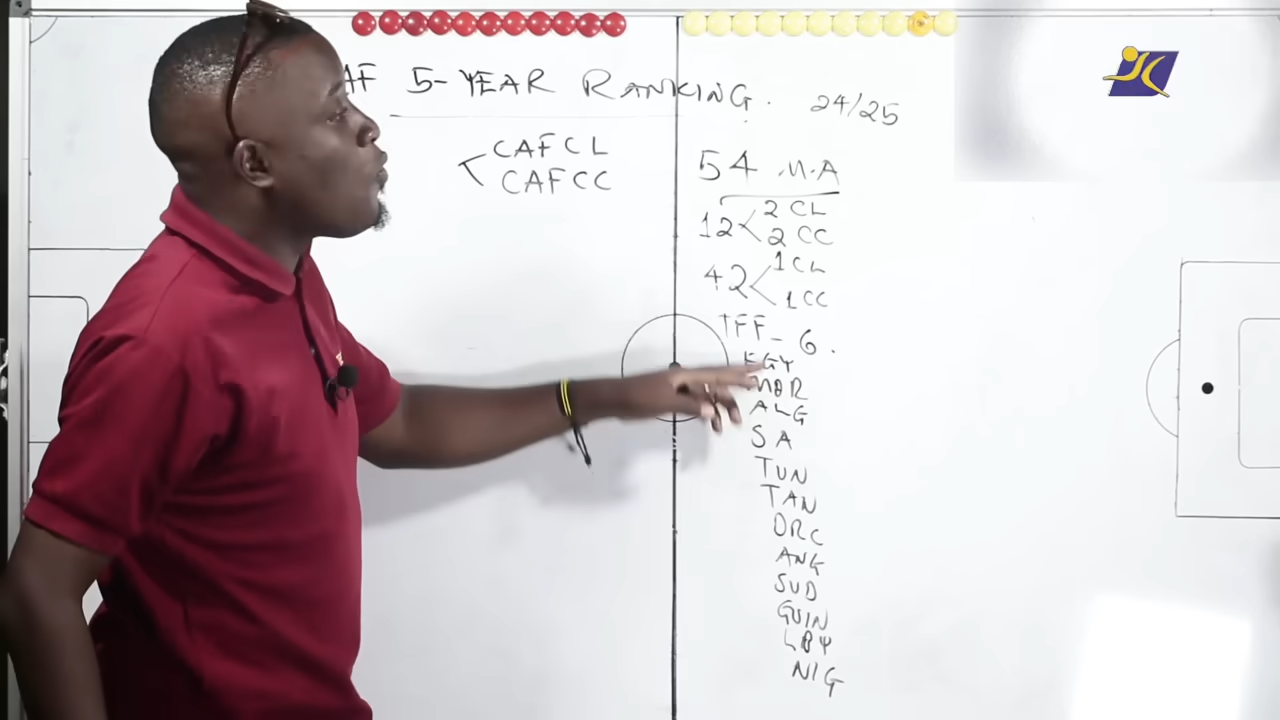 AF 5-YEAR RANKING. 24/25
CAFCL
CAFCC
54 M.A
12 < 2 CL
2 CC
42 < 1 CL
1 CC
TFF - 6.
EGY
MOR
ALG
SA
TUN
TAN
DRC
ANG
SUD
GUIN
LBY
NIG